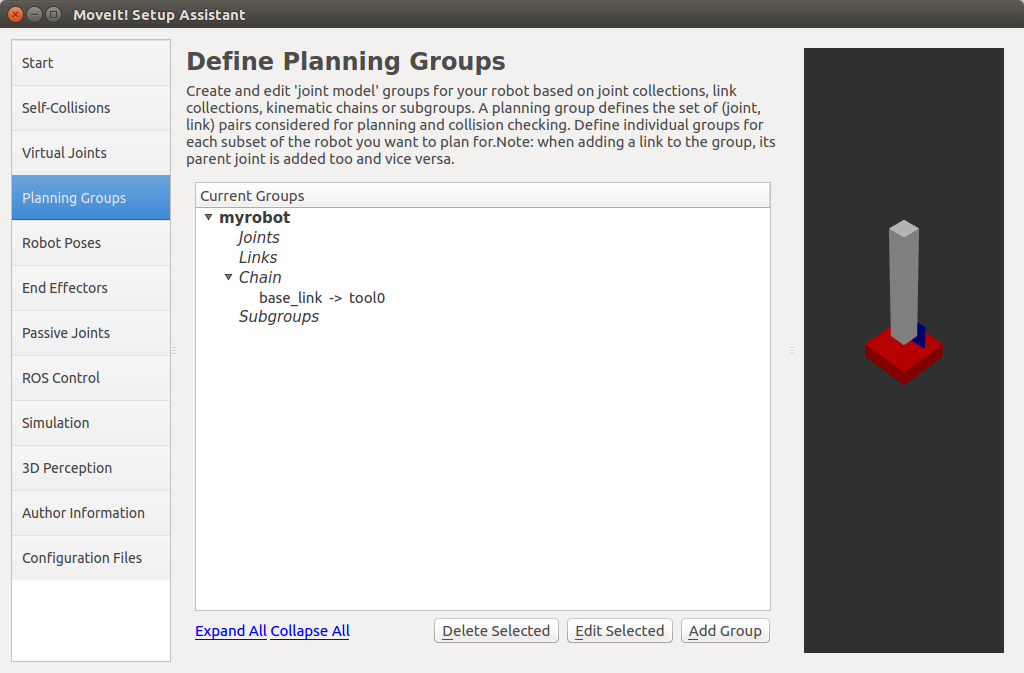 MoveIt! Setup Assistant
Start
Self-Collisions
Virtual Joints
Planning Groups
Robot Poses
End Effectors
Passive Joints
ROS Control
Simulation
3D Perception
Author Information
Configuration Files
Define Planning Groups
Create and edit 'joint model' groups for your robot based on joint collections, link
collections, kinematic chains or subgroups. A planning group defines the set of (joint,
link) pairs considered for planning and collision checking. Define individual groups for
each subset of the robot you want to plan for.Note: when adding a link to the group, its
parent joint is added too and vice versa.
Current Groups
myrobot
Joints
Links
Chain
base_link -> tool0
Subgroups
Expand All Collapse All
Delete Selected
Edit Selected
Add Group